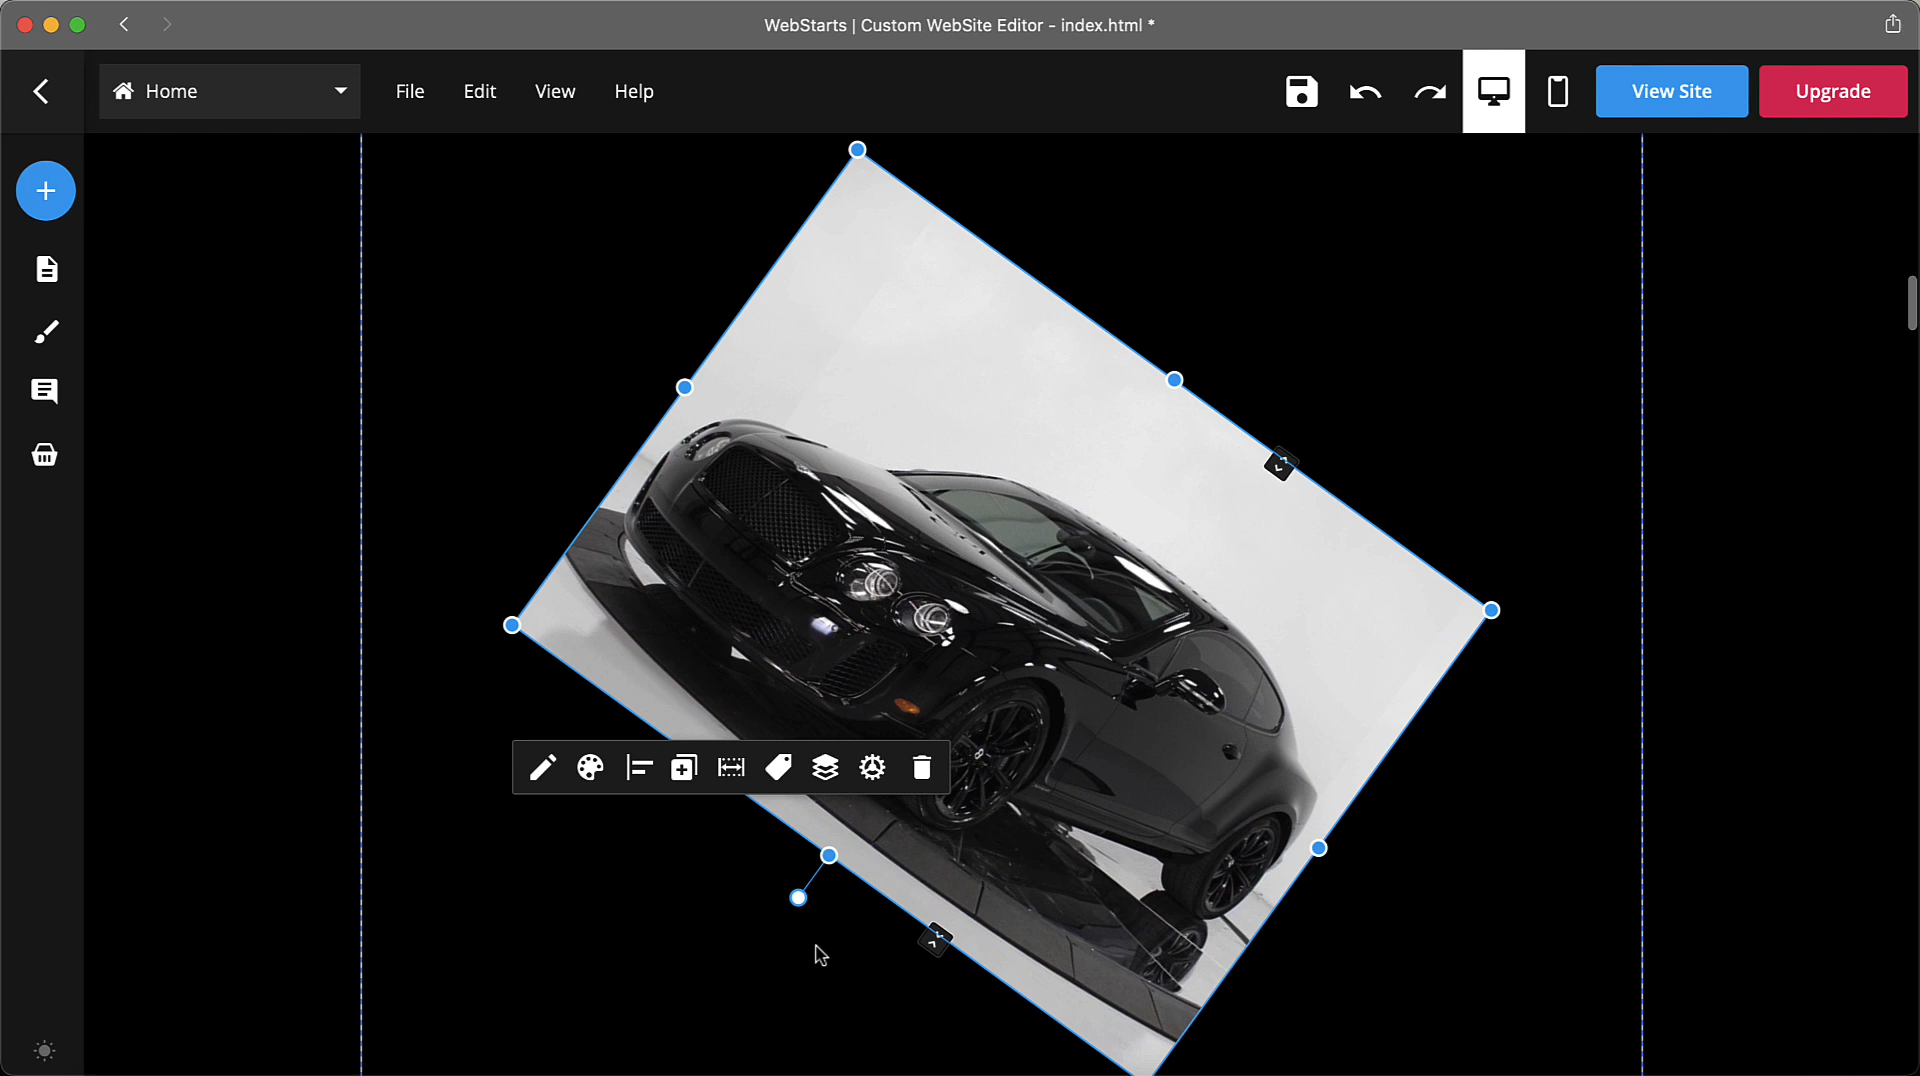 WebStarts | Custom WebSite Editor - index.html *
Home
File
Edit
View
Help
View Site
Upgrade